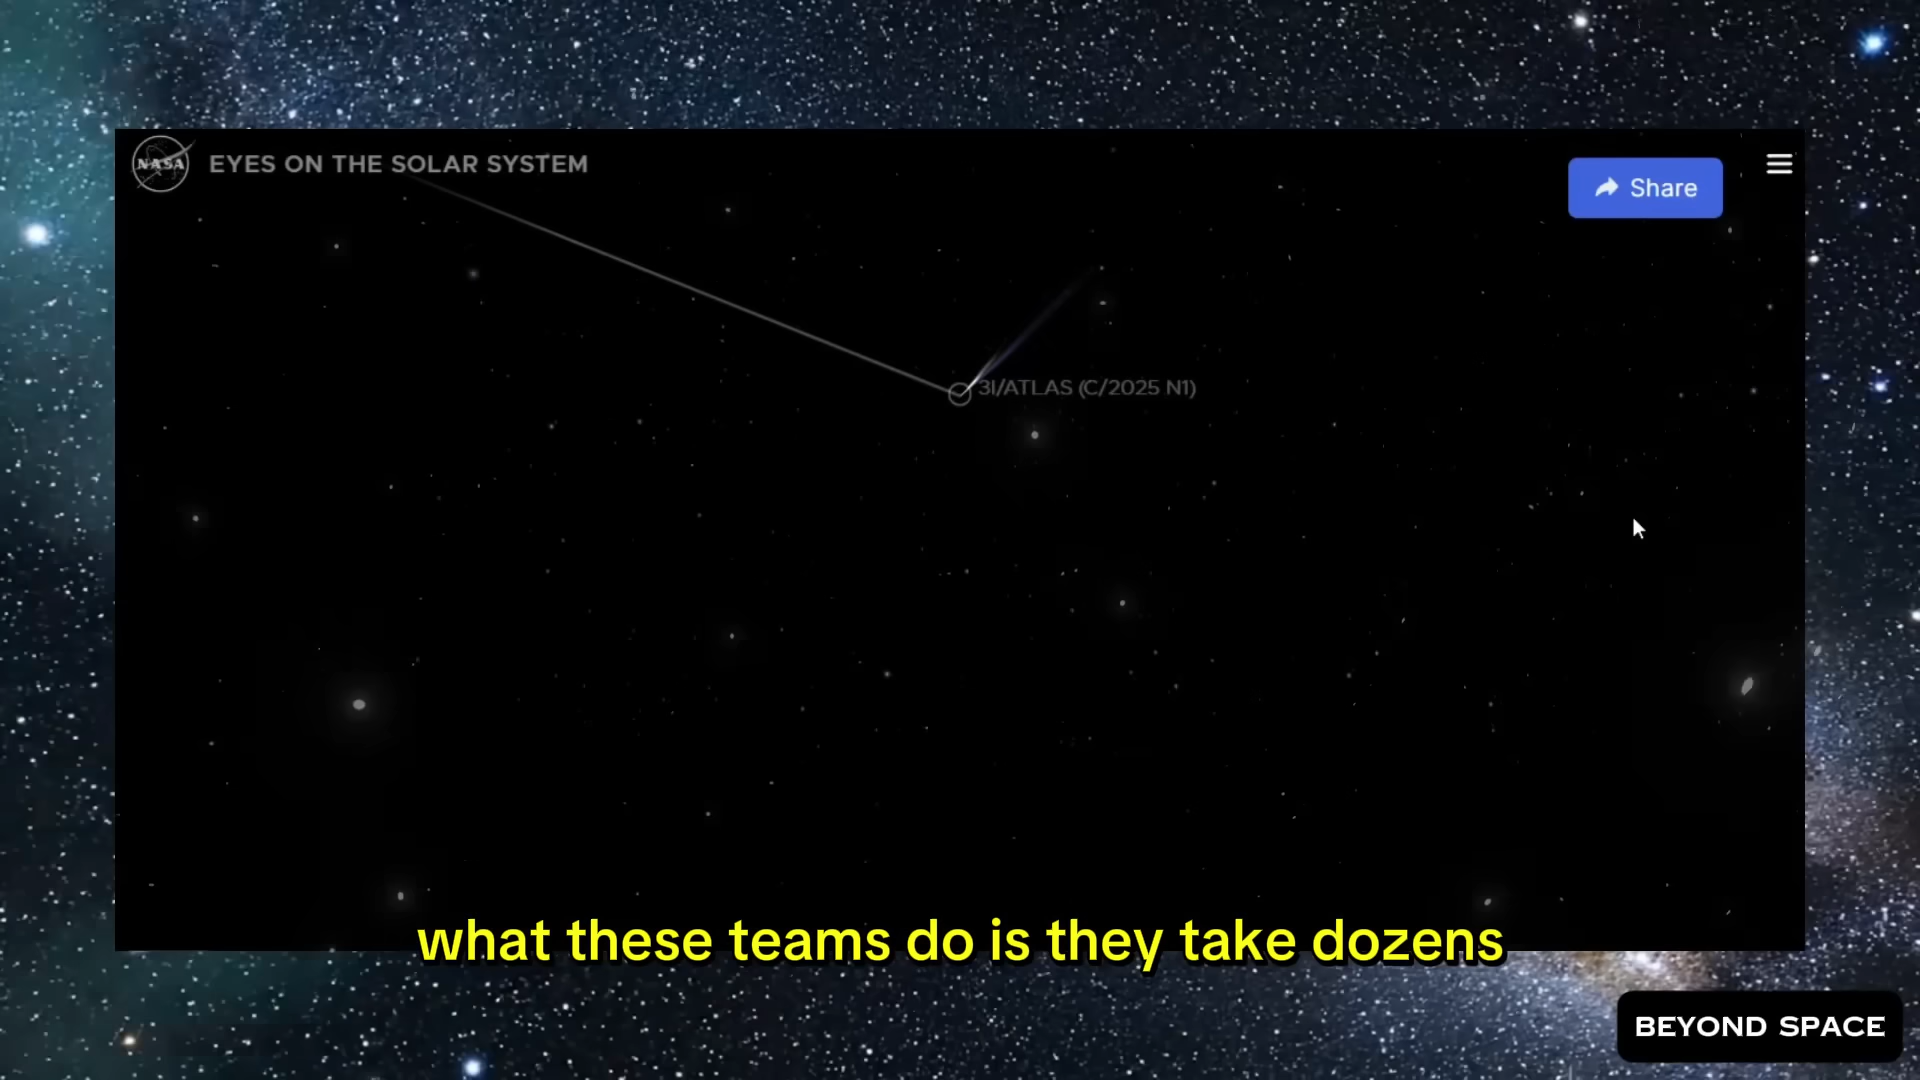 NASA
EYES ON THE SOLAR SYSTEM
Share
3I/ATLAS (C/2025 N1)
what these teams do is they take dozens
BEYOND SPACE